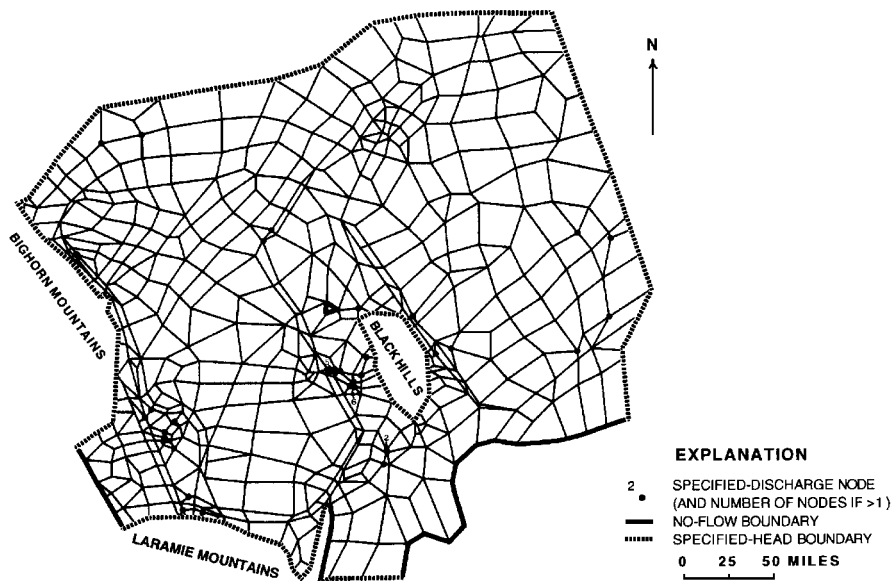 N
BIGHORN MOUNTAINS
BLACK HILLS
2
LARAMIE MOUNTAINS
EXPLANATION
2 SPECIFIED-DISCHARGE NODE
(AND NUMBER OF NODES IF >1)
NO-FLOW BOUNDARY
SPECIFIED-HEAD BOUNDARY
0 25 50 MILES